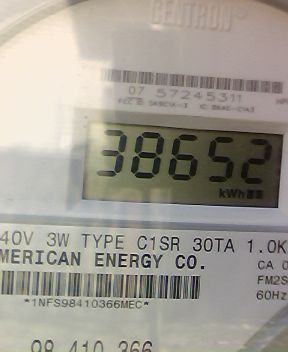 CENTRON®
07 57245311
38652
kWh
40V 3W TYPE C1SR 30TA 1.0K
MERICAN ENERGY CO.
CA 0
FM2S
60Hz
*1NFS98410366MEC*
98 410 366